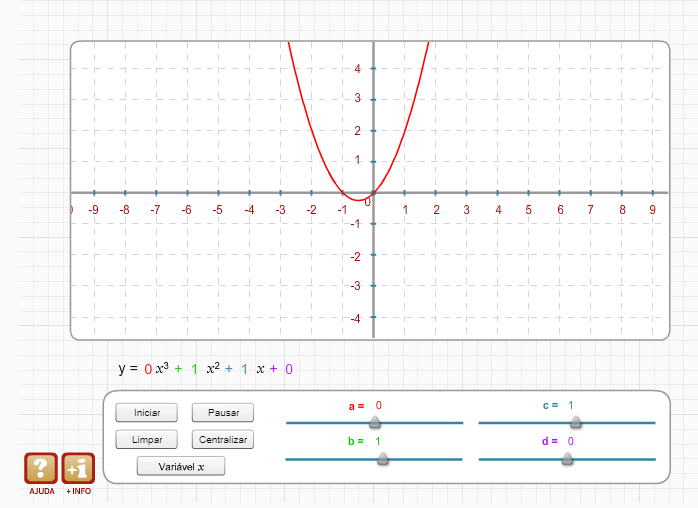 4
3
2
1
0
-9 -8 -7 -6 -5 -4 -3 -2 -1 1 2 3 4 5 6 7 8 9
-1
-2
-3
-4
y = 0 x³ + 1 x² + 1 x + 0
a = 0 c = 1
Iniciar Pausar
b = 1 d = 0
Limpar Centralizar
Variável x
? +i
AJUDA + INFO